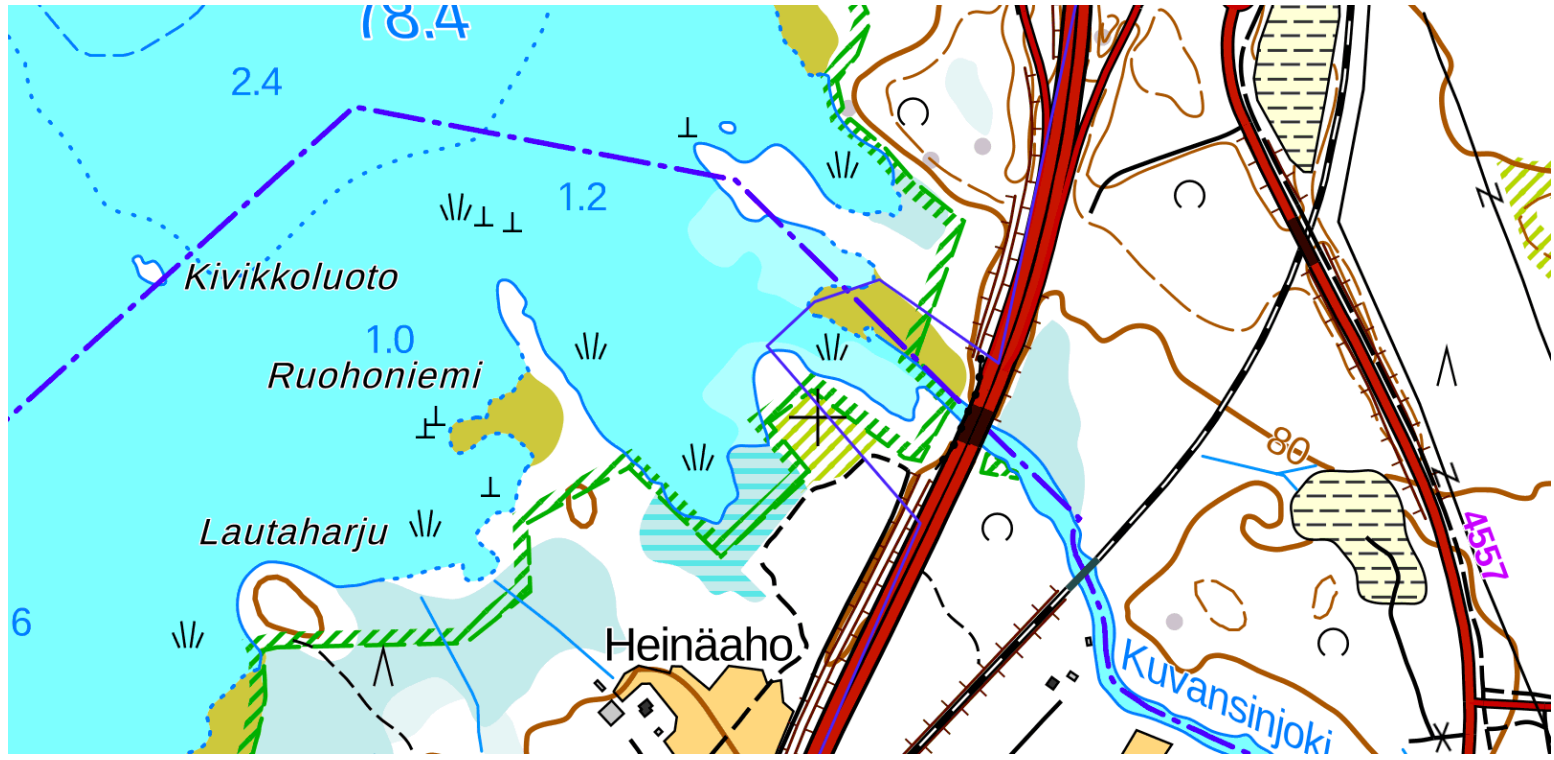 78.4
2.4
1.2
Kivikkoluoto
1.0
Ruohoniemi
80
Lautaharju
4557
6
Heinäaho
Kuvansinjoki